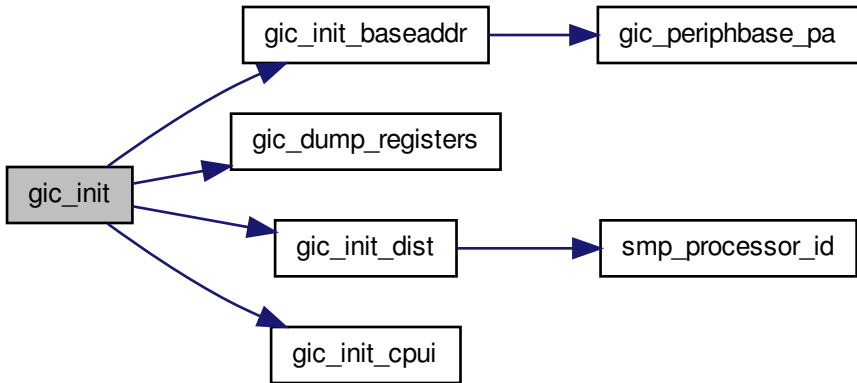 gic_init_baseaddr
gic_periphbase_pa
gic_dump_registers
gic_init
gic_init_dist
smp_processor_id
gic_init_cpui